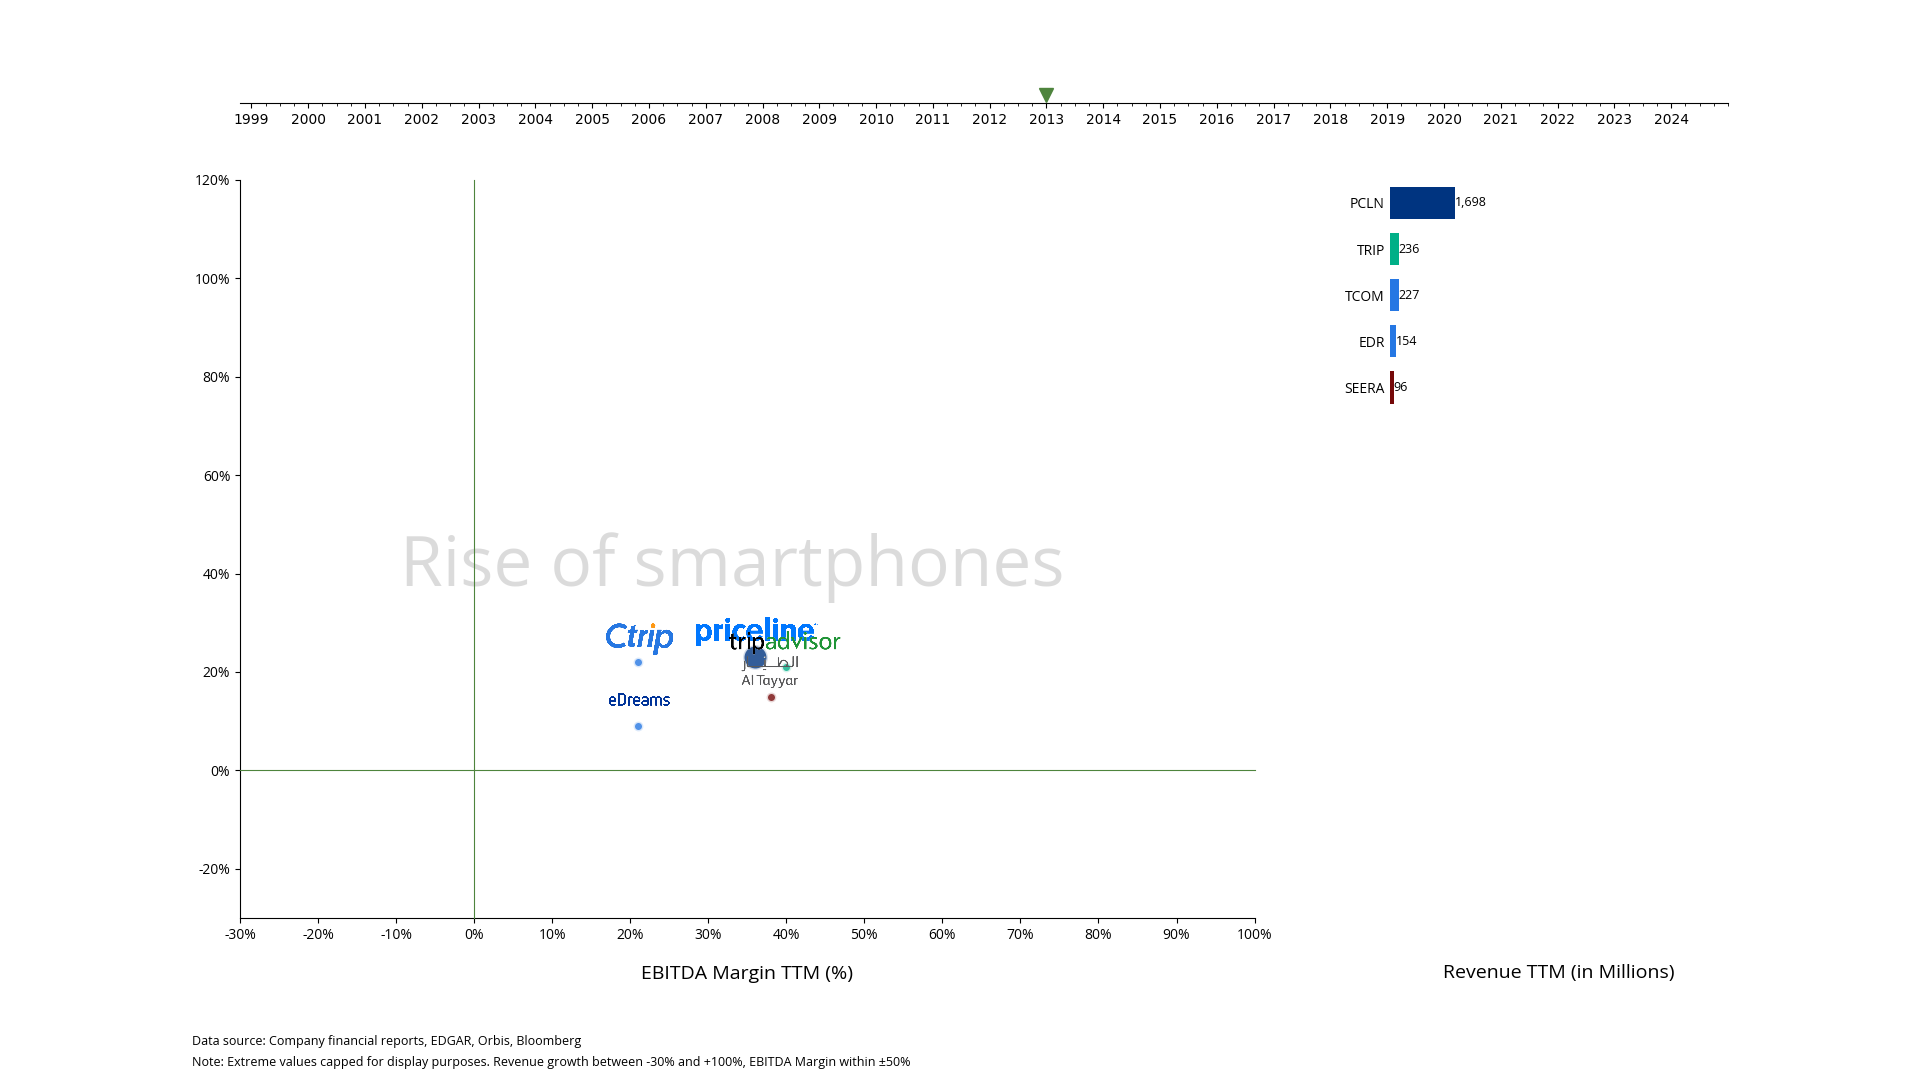 1999 2000 2001 2002 2003 2004 2005 2006 2007 2008 2009 2010 2011 2012 2013 2014 2015 2016 2017 2018 2019 2020 2021 2022 2023 2024
120%
100%
80%
60%
40%
20%
0%
-20%
Rise of smartphones
Ctrip
priceline
tripadvisor
Al Tayyar
eDreams
-30% -20% -10% 0% 10% 20% 30% 40% 50% 60% 70% 80% 90% 100%
EBITDA Margin TTM (%)
PCLN 1,698
TRIP 236
TCOM 227
EDR 154
SEERA 96
Revenue TTM (in Millions)
Data source: Company financial reports, EDGAR, Orbis, Bloomberg
Note: Extreme values capped for display purposes. Revenue growth between -30% and +100%, EBITDA Margin within ±50%